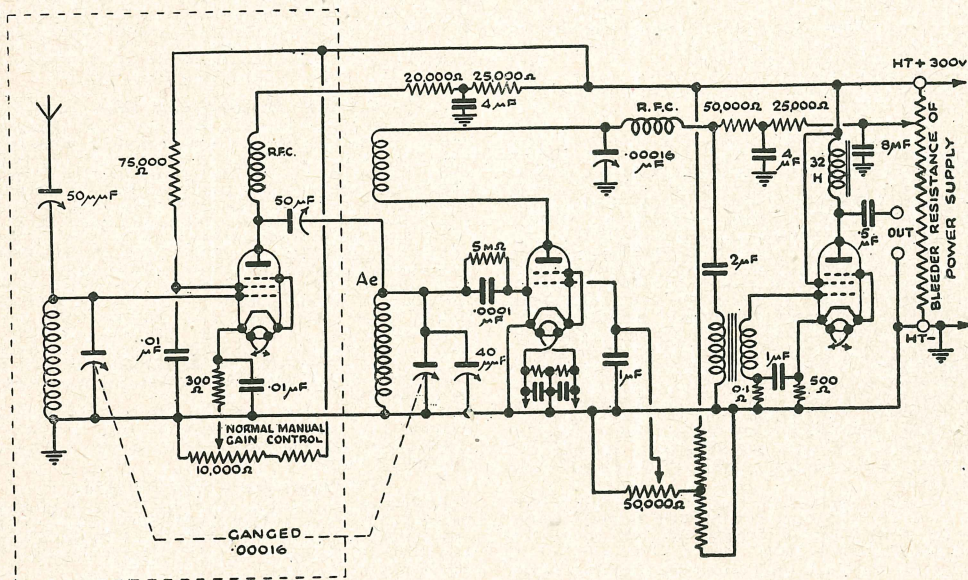 HT+ 300v
20,000Ω 25,000Ω
4μF
R.F.C. 50,000Ω 25,000Ω
75,000
Ω
R.F.C.
.00016
μF
4
μF
32
H
8MF
BLEEDER RESISTANCE OF
POWER SUPPLY
50μμF
50μF
5MΩ
.5
μF
OUT
Ae
.0001
μF
2μF
.01
μF
300
Ω
.01μF
40
μμF
1μF
1μF
0.1
Ω
500
Ω
HT-
NORMAL MANUAL
GAIN CONTROL
10,000Ω
50,000Ω
GANGED
.00016